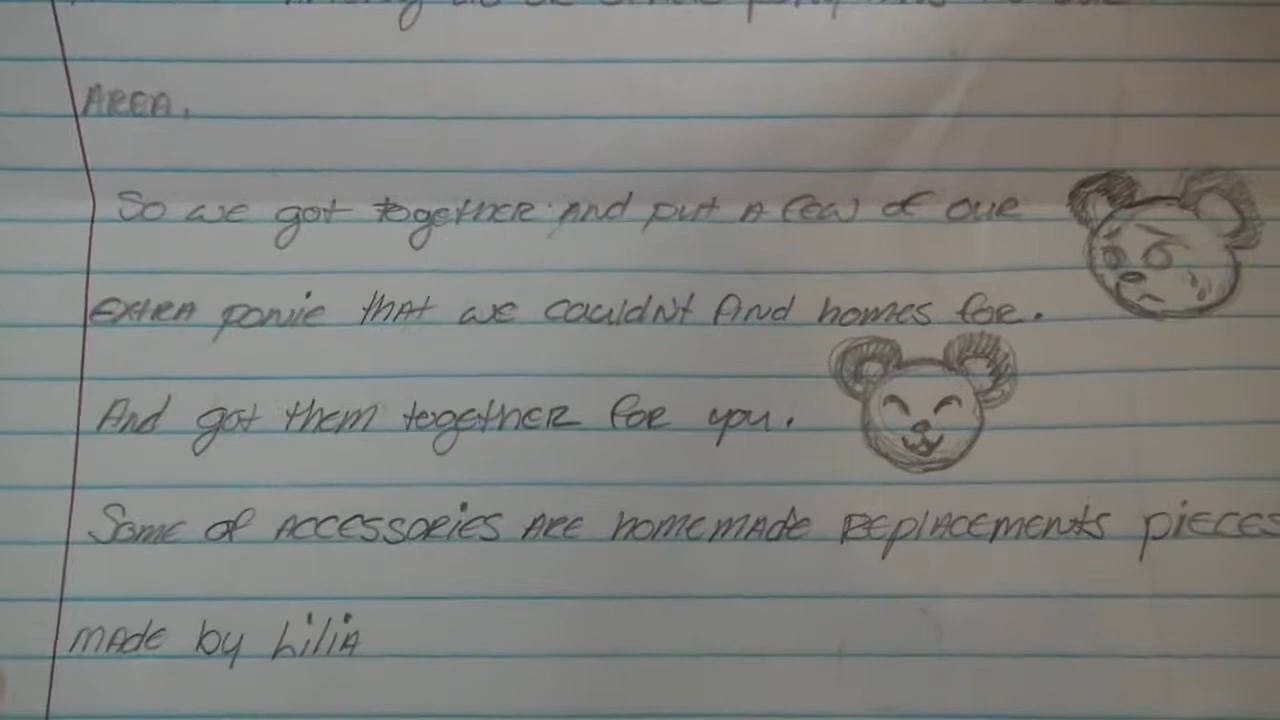 AREA.
So we got together And put A few of our
ExtRA ponie that we couldn't find homes for.
And got them together for you.
Some of Accessories Are homemade Replacements pieces
made by Lilia